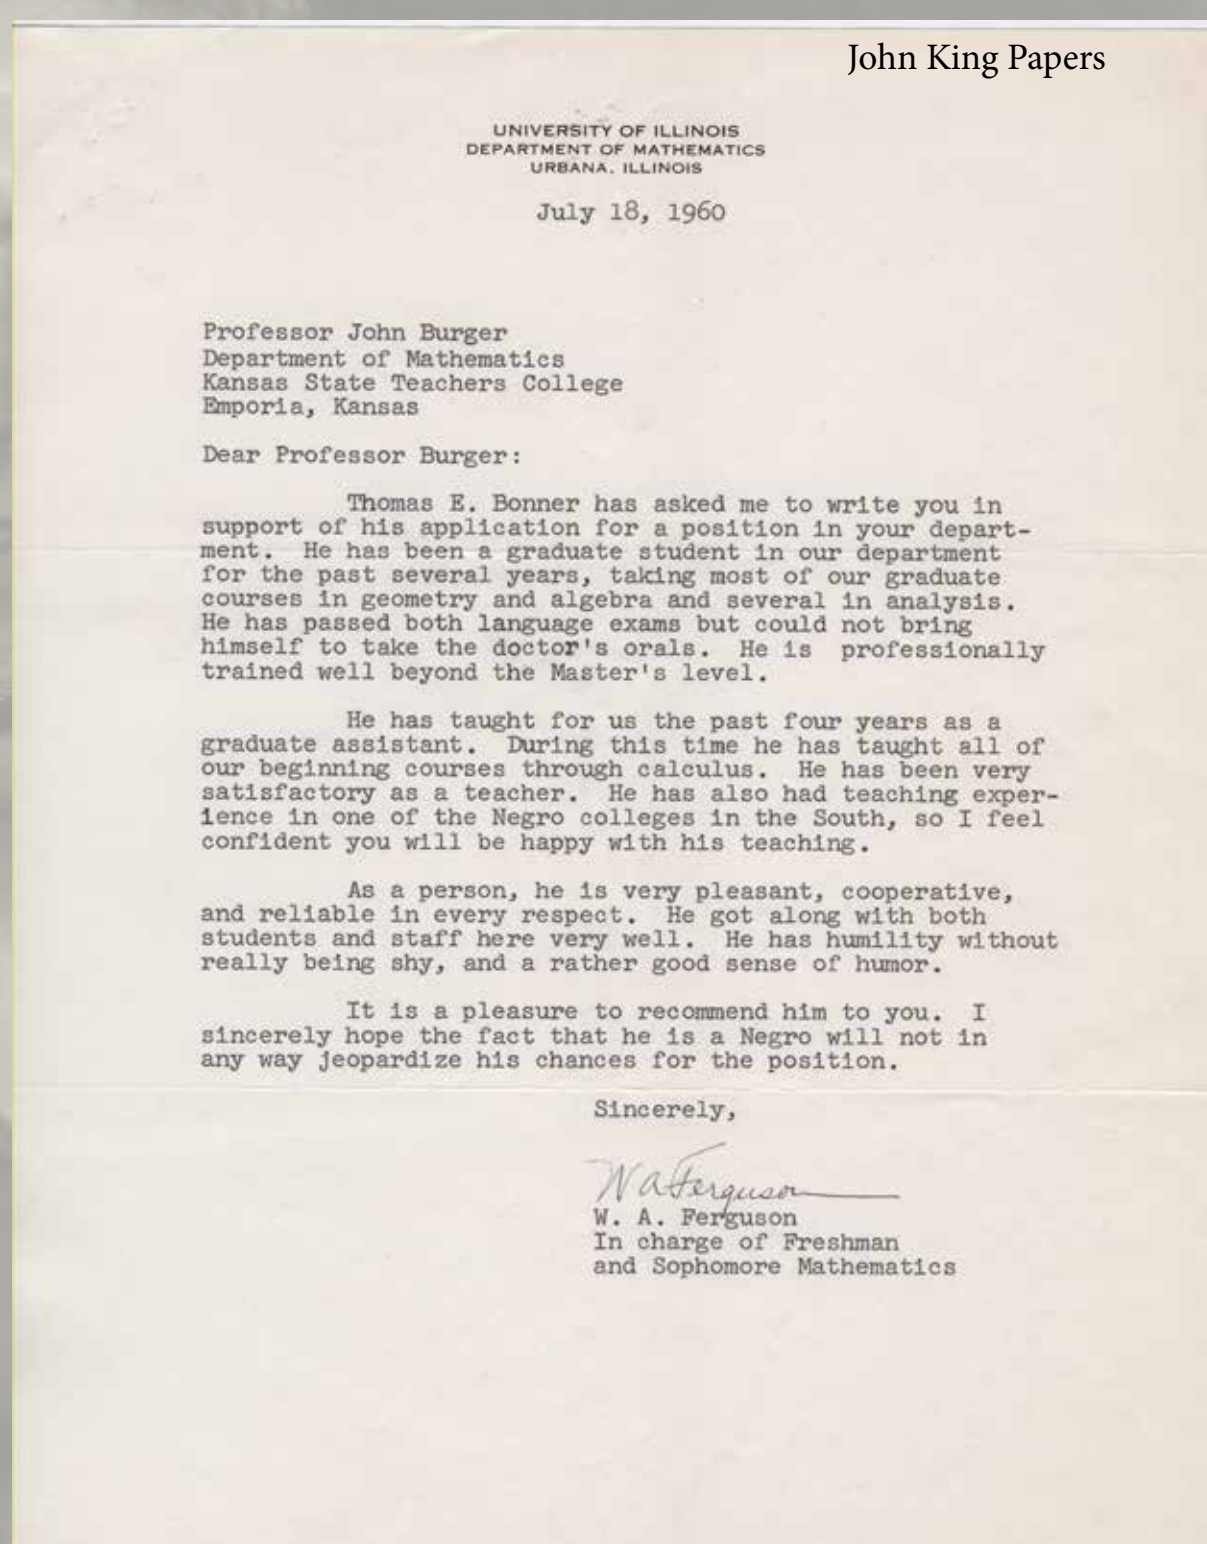 John King Papers
UNIVERSITY OF ILLINOIS
DEPARTMENT OF MATHEMATICS
URBANA, ILLINOIS
July 18, 1960
Professor John Burger
Department of Mathematics
Kansas State Teachers College
Emporia, Kansas
Dear Professor Burger:
Thomas E. Bonner has asked me to write you in
support of his application for a position in your depart-
ment. He has been a graduate student in our department
for the past several years, taking most of our graduate
courses in geometry and algebra and several in analysis.
He has passed both language exams but could not bring
himself to take the doctor's orals. He is professionally
trained well beyond the Master's level.
He has taught for us the past four years as a
graduate assistant. During this time he has taught all of
our beginning courses through calculus. He has been very
satisfactory as a teacher. He has also had teaching exper-
ience in one of the Negro colleges in the South, so I feel
confident you will be happy with his teaching.
As a person, he is very pleasant, cooperative,
and reliable in every respect. He got along with both
students and staff here very well. He has humility without
really being shy, and a rather good sense of humor.
It is a pleasure to recommend him to you. I
sincerely hope the fact that he is a Negro will not in
any way jeopardize his chances for the position.
Sincerely,
W A Ferguson
W. A. Ferguson
In charge of Freshman
and Sophomore Mathematics